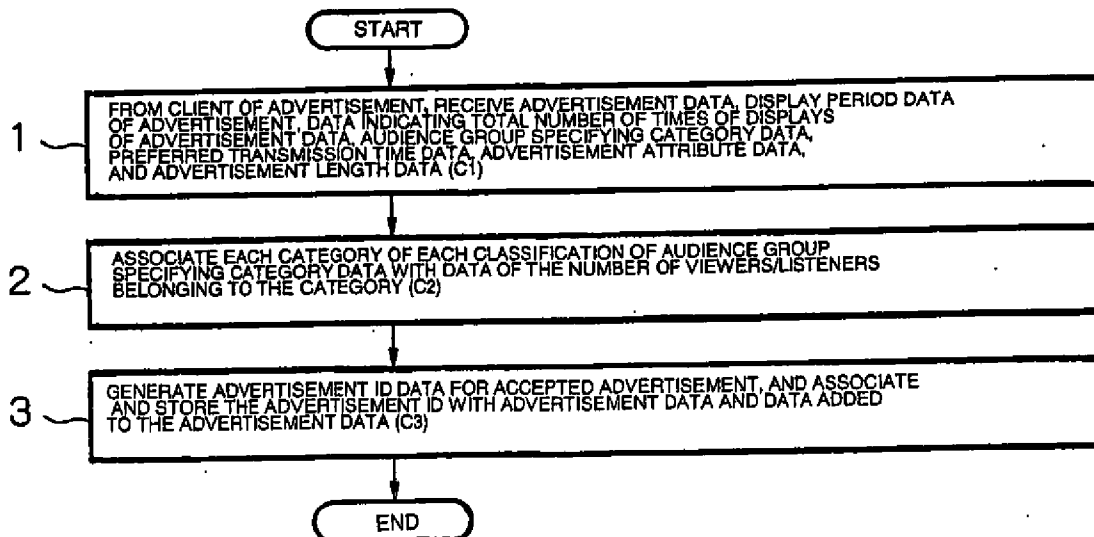 START
1
FROM CLIENT OF ADVERTISEMENT, RECEIVE ADVERTISEMENT DATA, DISPLAY PERIOD DATA
OF ADVERTISEMENT, DATA INDICATING TOTAL NUMBER OF TIMES OF DISPLAYS
OF ADVERTISEMENT DATA, AUDIENCE GROUP SPECIFYING CATEGORY DATA,
PREFERRED TRANSMISSION TIME DATA, ADVERTISEMENT ATTRIBUTE DATA,
AND ADVERTISEMENT LENGTH DATA (C1)
2
ASSOCIATE EACH CATEGORY OF EACH CLASSIFICATION OF AUDIENCE GROUP
SPECIFYING CATEGORY DATA WITH DATA OF THE NUMBER OF VIEWERS/LISTENERS
BELONGING TO THE CATEGORY (C2)
3
GENERATE ADVERTISEMENT ID DATA FOR ACCEPTED ADVERTISEMENT, AND ASSOCIATE
AND STORE THE ADVERTISEMENT ID WITH ADVERTISEMENT DATA AND DATA ADDED
TO THE ADVERTISEMENT DATA (C3)
END